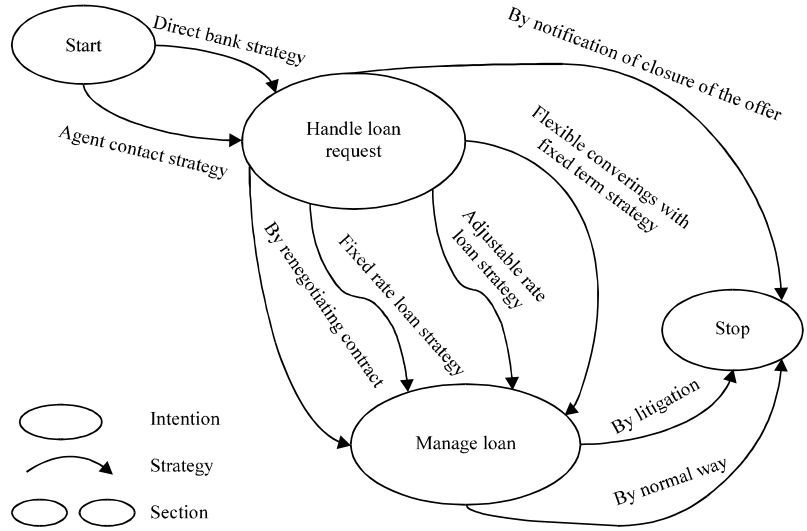 Start
Direct bank strategy
Agent contact strategy
Handle loan
request
By notification of closure of the offer
Flexible converings with
fixed term strategy
By renegotiating contract
Fixed rate loan strategy
Adjustable rate
loan strategy
Stop
Manage loan
By litigation
By normal way
Intention
Strategy
Section